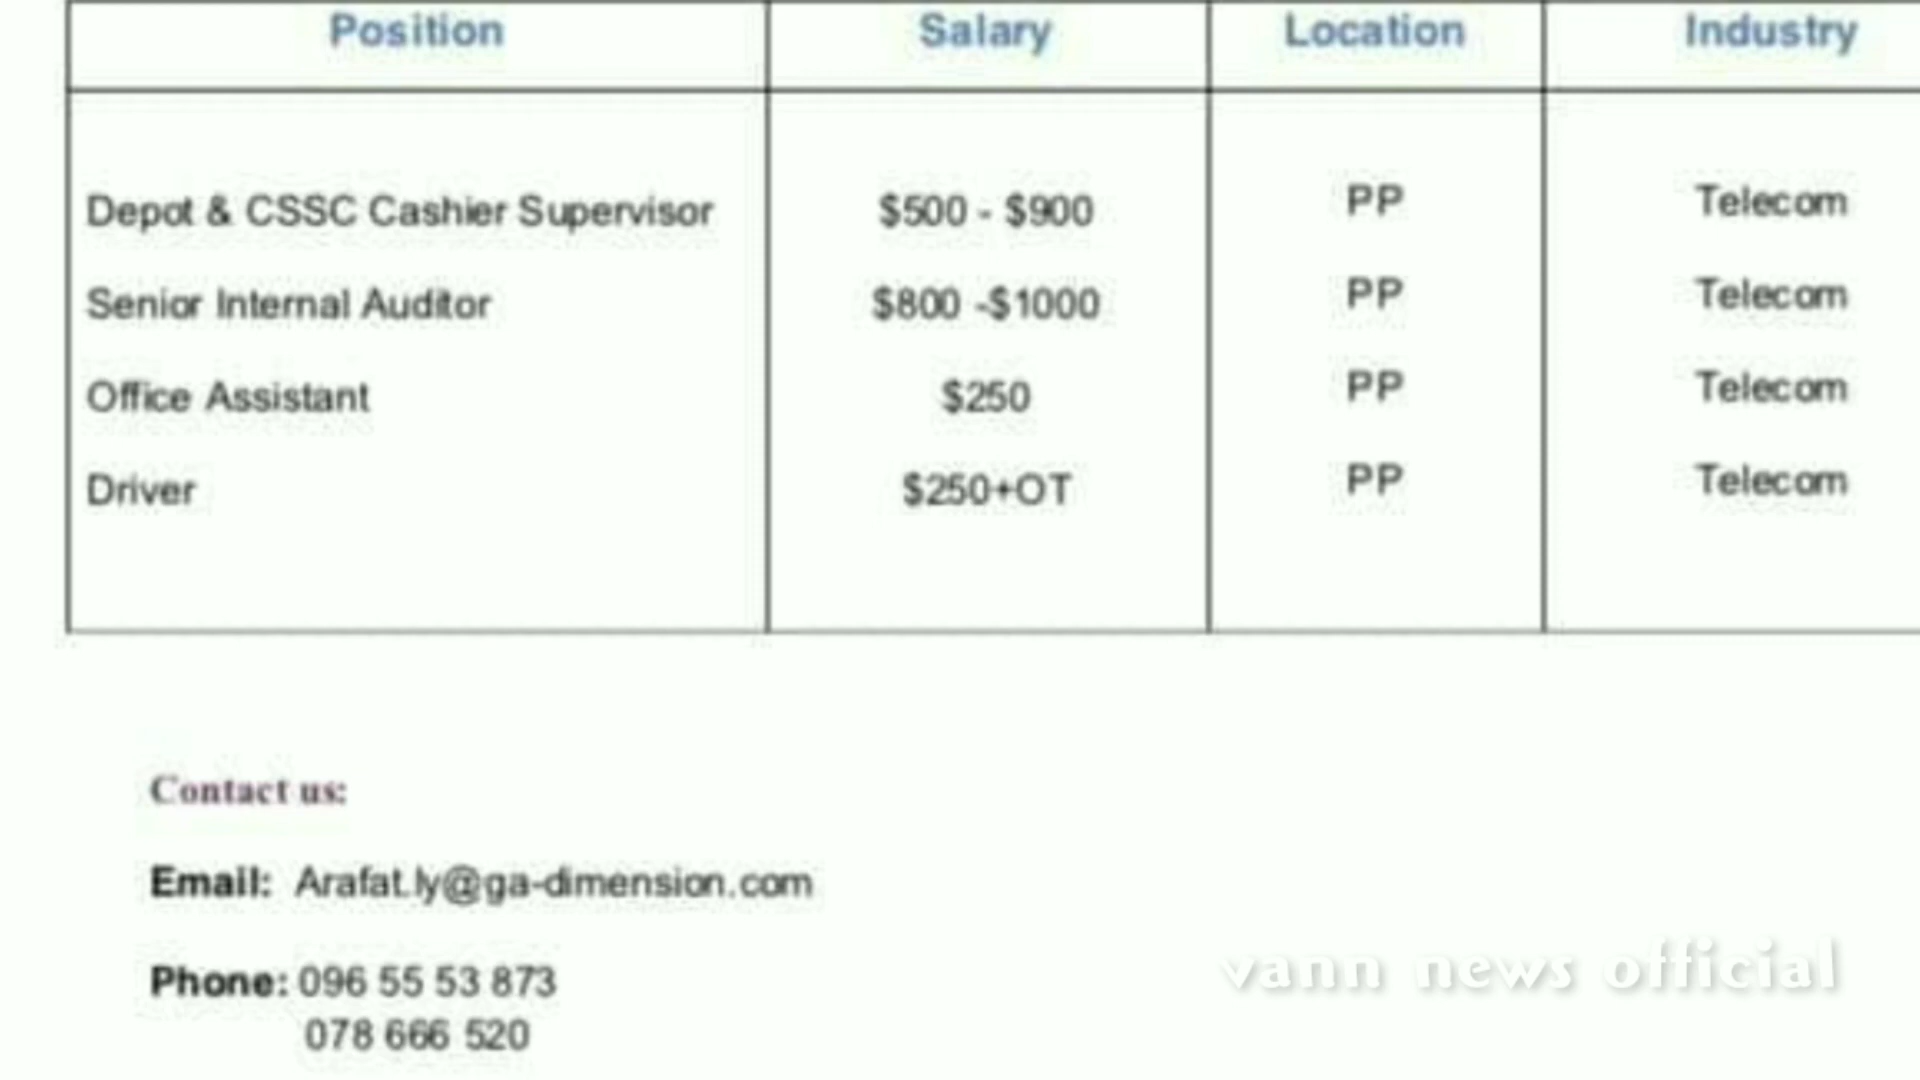 Position Salary Location Industry
Depot & CSSC Cashier Supervisor $500 - $900 PP Telecom
Senior Internal Auditor $800 -$1000 PP Telecom
Office Assistant $250 PP Telecom
Driver $250+OT PP Telecom
Contact us:
Email: Arafat.ly@ga-dimension.com
Phone: 096 55 53 873
078 666 520
vann news official